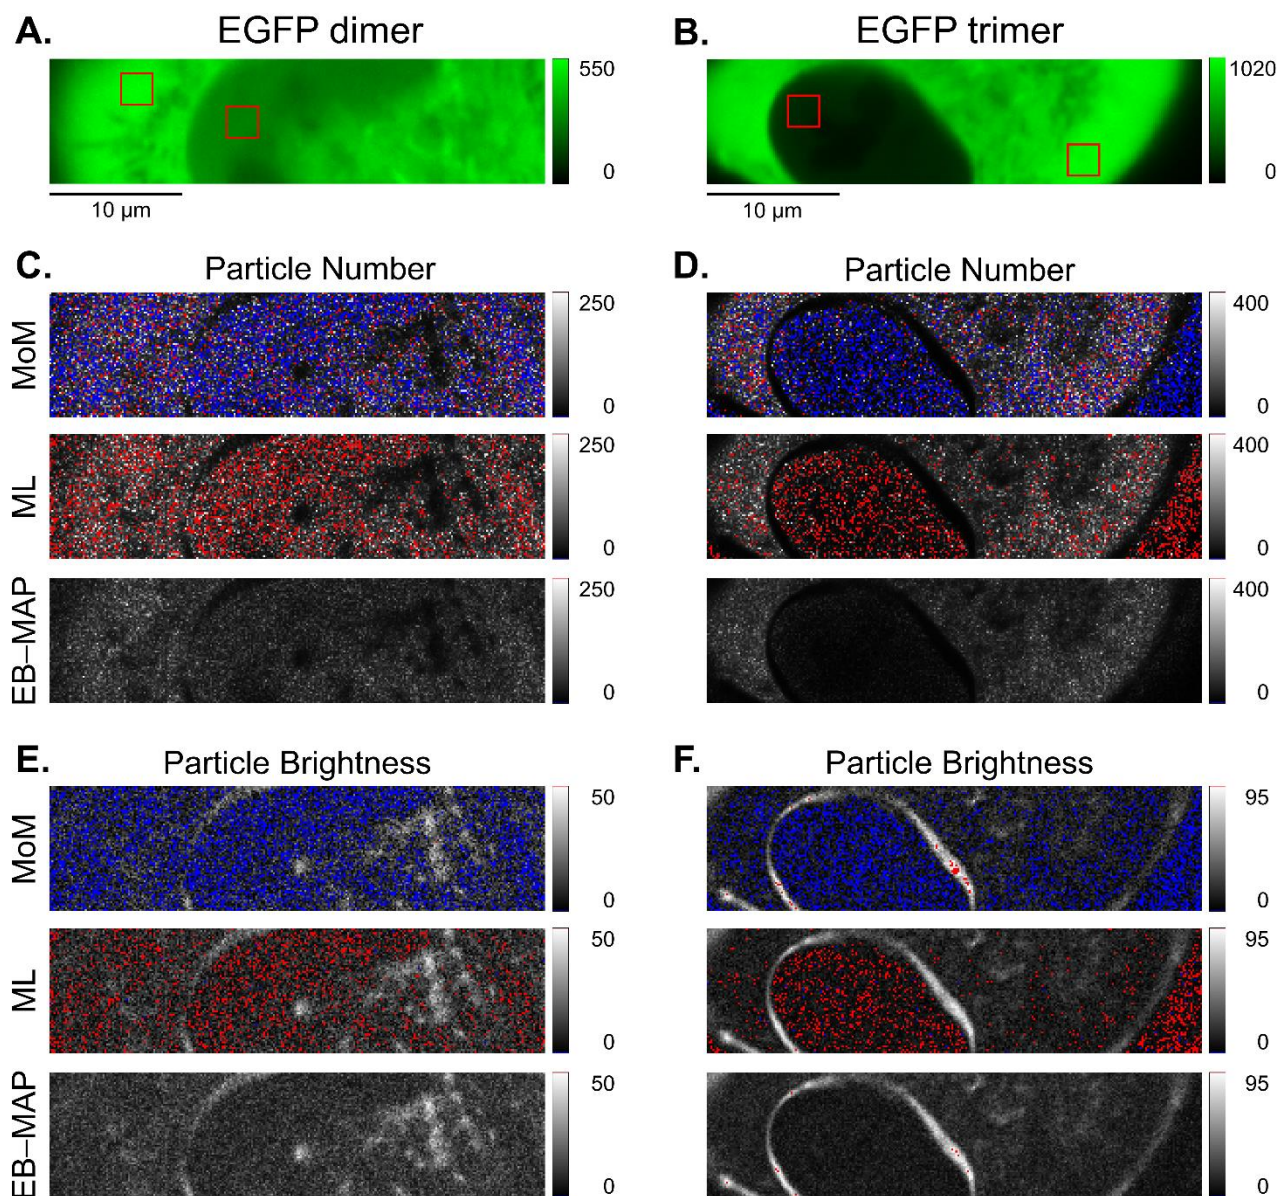 A.
EGFP dimer
B.
EGFP trimer
550
0
1020
0
10 μm
10 μm
C.
Particle Number
D.
Particle Number
MoM
250
0
400
0
ML
250
0
400
0
EB–MAP
250
0
400
0
E.
Particle Brightness
F.
Particle Brightness
MoM
50
0
95
0
ML
50
0
95
0
EB–MAP
50
0
95
0